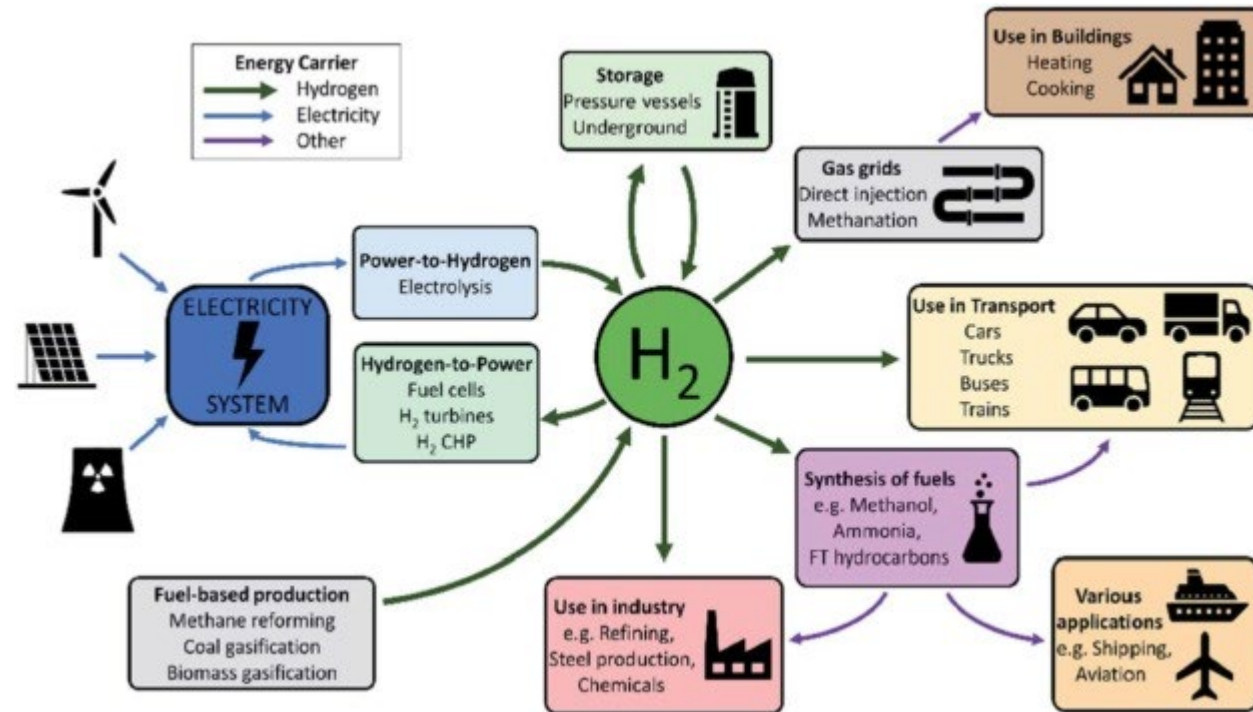 Energy Carrier
Hydrogen
Electricity
Other
Storage
Pressure vessels
Underground
Use in Buildings
Heating
Cooking
Gas grids
Direct injection
Methanation
Power-to-Hydrogen
Electrolysis
ELECTRICITY
SYSTEM
Hydrogen-to-Power
Fuel cells
H₂ turbines
H₂ CHP
H₂
Use in Transport
Cars
Trucks
Buses
Trains
Synthesis of fuels
e.g. Methanol,
Ammonia,
FT hydrocarbons
Fuel-based production
Methane reforming
Coal gasification
Biomass gasification
Use in industry
e.g. Refining,
Steel production,
Chemicals
Various
applications
e.g. Shipping,
Aviation